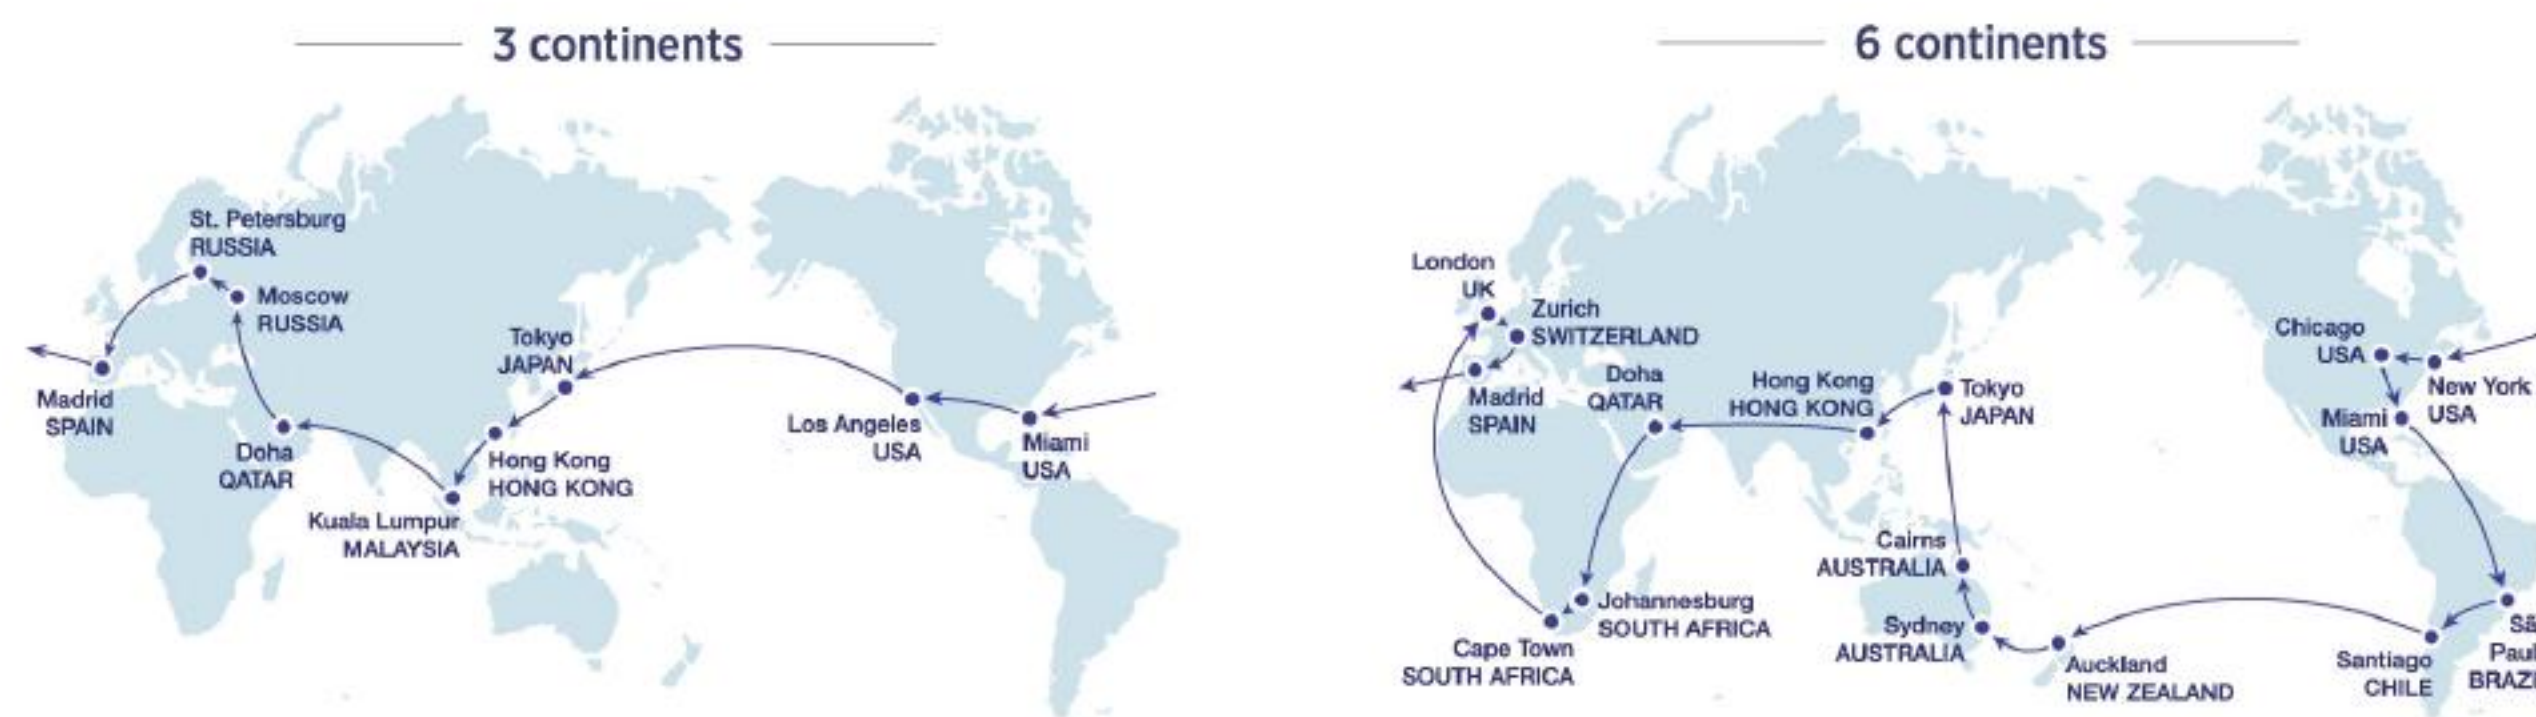 3 continents
St. Petersburg
RUSSIA
Moscow
RUSSIA
Tokyo
JAPAN
Madrid
SPAIN
Doha
QATAR
Hong Kong
HONG KONG
Kuala Lumpur
MALAYSIA
Los Angeles
USA
Miami
USA
6 continents
London
UK
Zurich
SWITZERLAND
Madrid
SPAIN
Doha
QATAR
Hong Kong
HONG KONG
Tokyo
JAPAN
Chicago
USA
New York
USA
Miami
USA
Cairns
AUSTRALIA
Johannesburg
SOUTH AFRICA
Cape Town
SOUTH AFRICA
Sydney
AUSTRALIA
Auckland
NEW ZEALAND
Santiago
CHILE